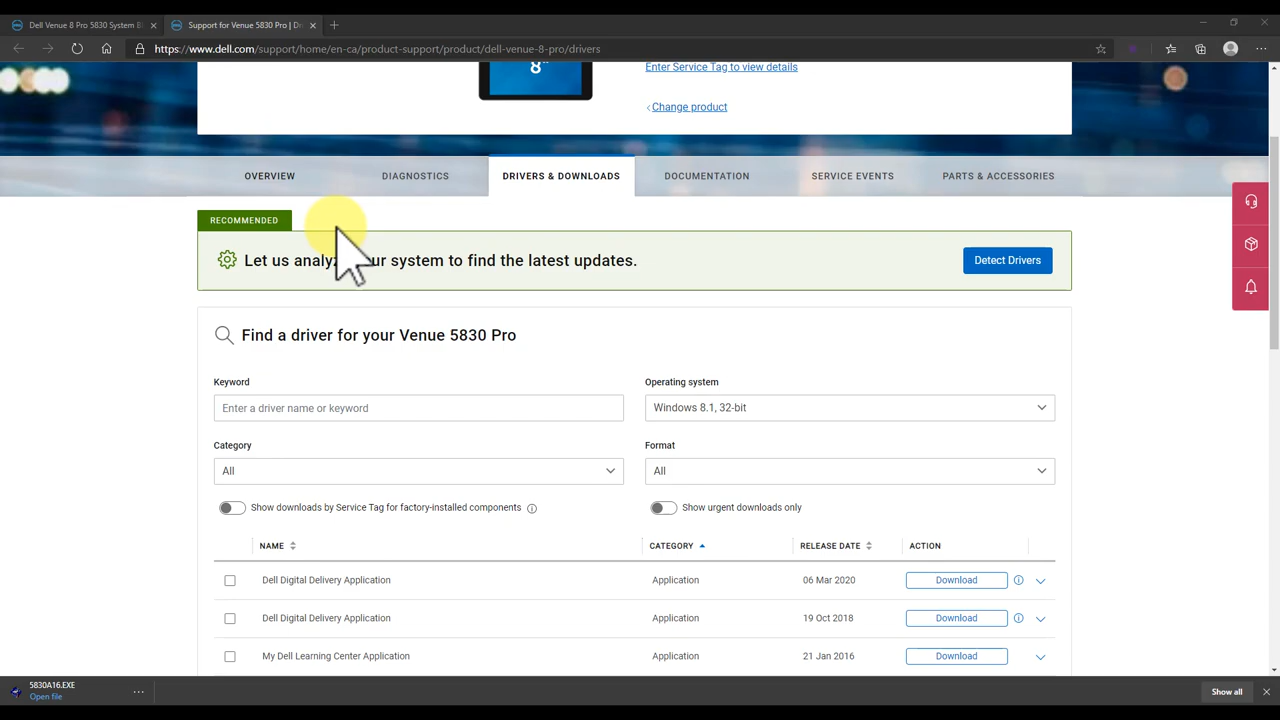 Dell Venue 8 Pro 5830 System B
Support for Venue 5830 Pro | Do
https://www.dell.com/support/home/en-ca/product-support/product/dell-venue-8-pro/drivers
8"
Enter Service Tag to view details
Change product
OVERVIEW
DIAGNOSTICS
DRIVERS & DOWNLOADS
DOCUMENTATION
SERVICE EVENTS
PARTS & ACCESSORIES
RECOMMENDED
Let us system to find the latest updates.
Detect Drivers
Find a driver for your Venue 5830 Pro
Keyword
Operating system
Enter a driver name or keyword
Windows 8.1, 32-bit
Category
Format
All
All
Show downloads by Service Tag for factory-installed components
Show urgent downloads only
NAME CATEGORY RELEASE DATE ACTION
Dell Digital Delivery Application Application 06 Mar 2020 Download
Dell Digital Delivery Application Application 19 Oct 2018 Download
My Dell Learning Center Application Application 21 Jan 2016 Download
5830A16.EXE
Open file
Show all